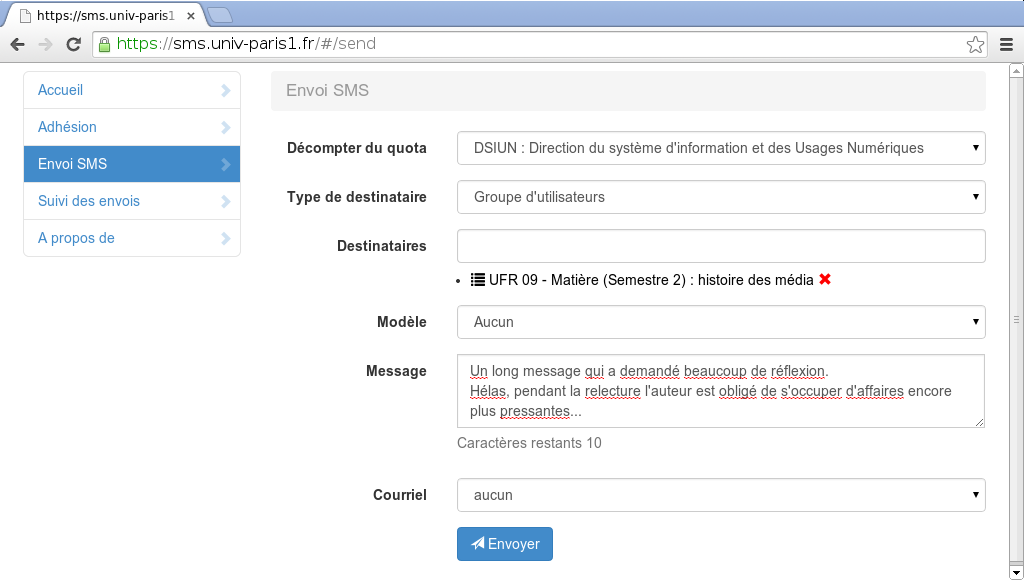 https://sms.univ-paris1
https://sms.univ-paris1.fr/#/send
Accueil
Adhésion
Envoi SMS
Suivi des envois
A propos de
Envoi SMS
Décompter du quota
DSIUN : Direction du système d'information et des Usages Numériques
Type de destinataire
Groupe d'utilisateurs
Destinataires
UFR 09 - Matière (Semestre 2) : histoire des média
Modèle
Aucun
Message
Un long message qui a demandé beaucoup de réflexion.
Hélas, pendant la relecture l'auteur est obligé de s'occuper d'affaires encore
plus pressantes...
Caractères restants 10
Courriel
aucun
Envoyer